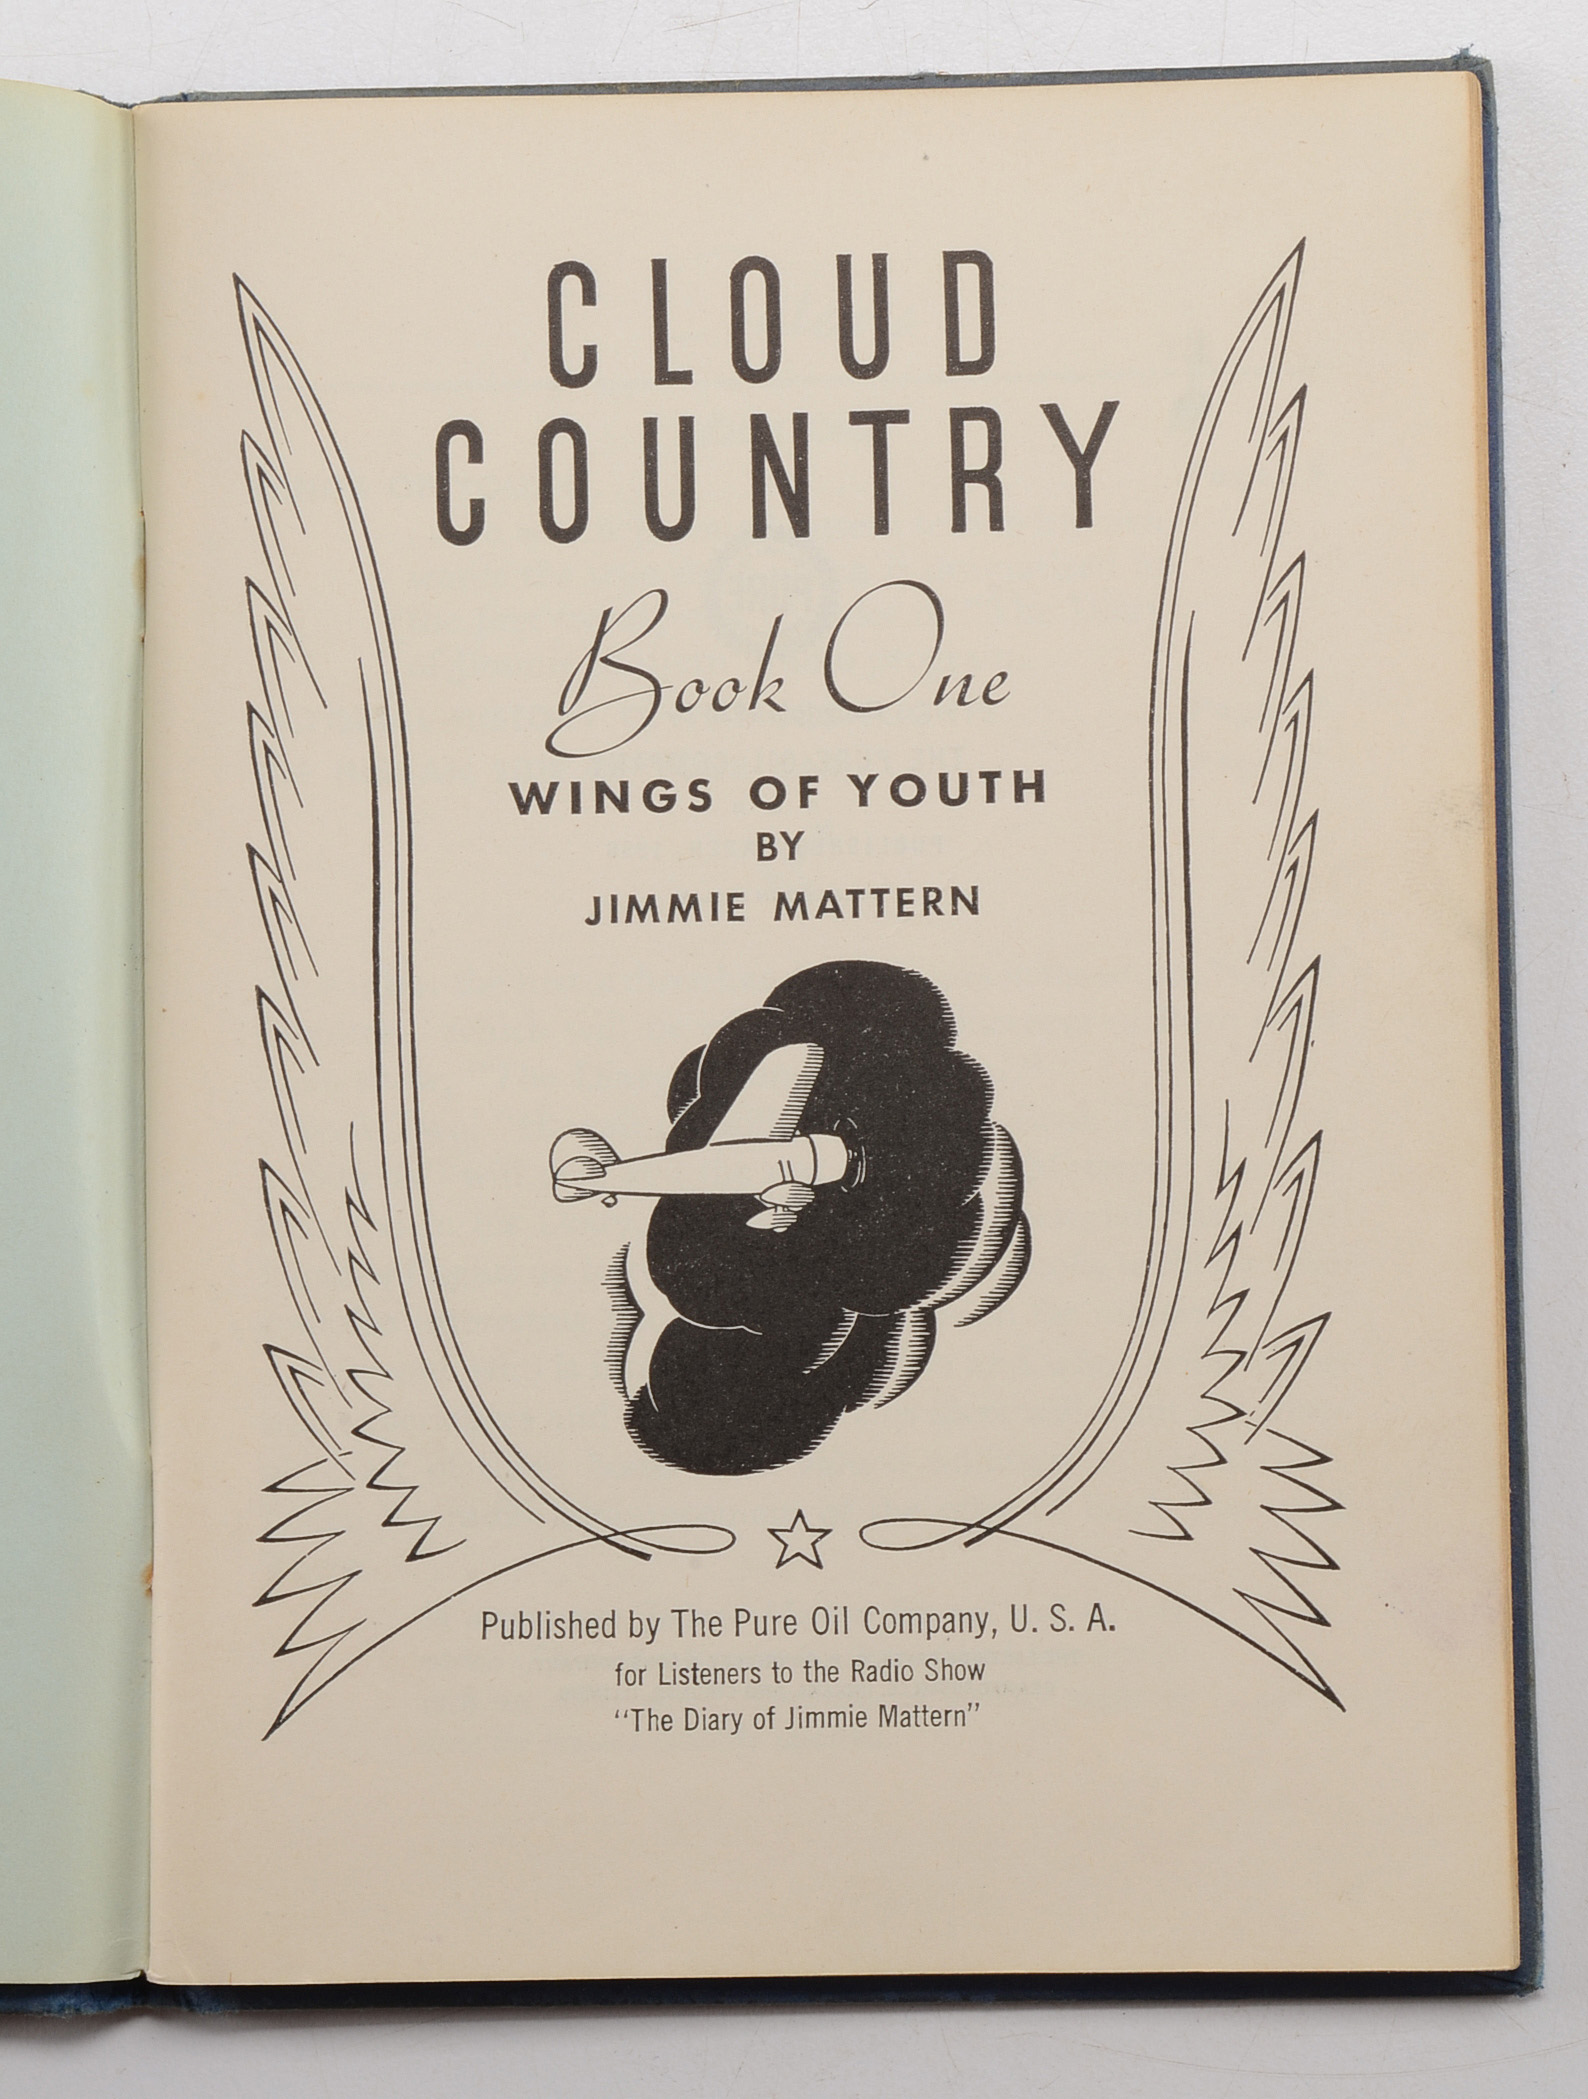 CLOUD
COUNTRY
Book One
WINGS OF YOUTH
BY
JIMMIE MATTERN
Published by The Pure Oil Company, U. S. A.
for Listeners to the Radio Show
“The Diary of Jimmie Mattern”